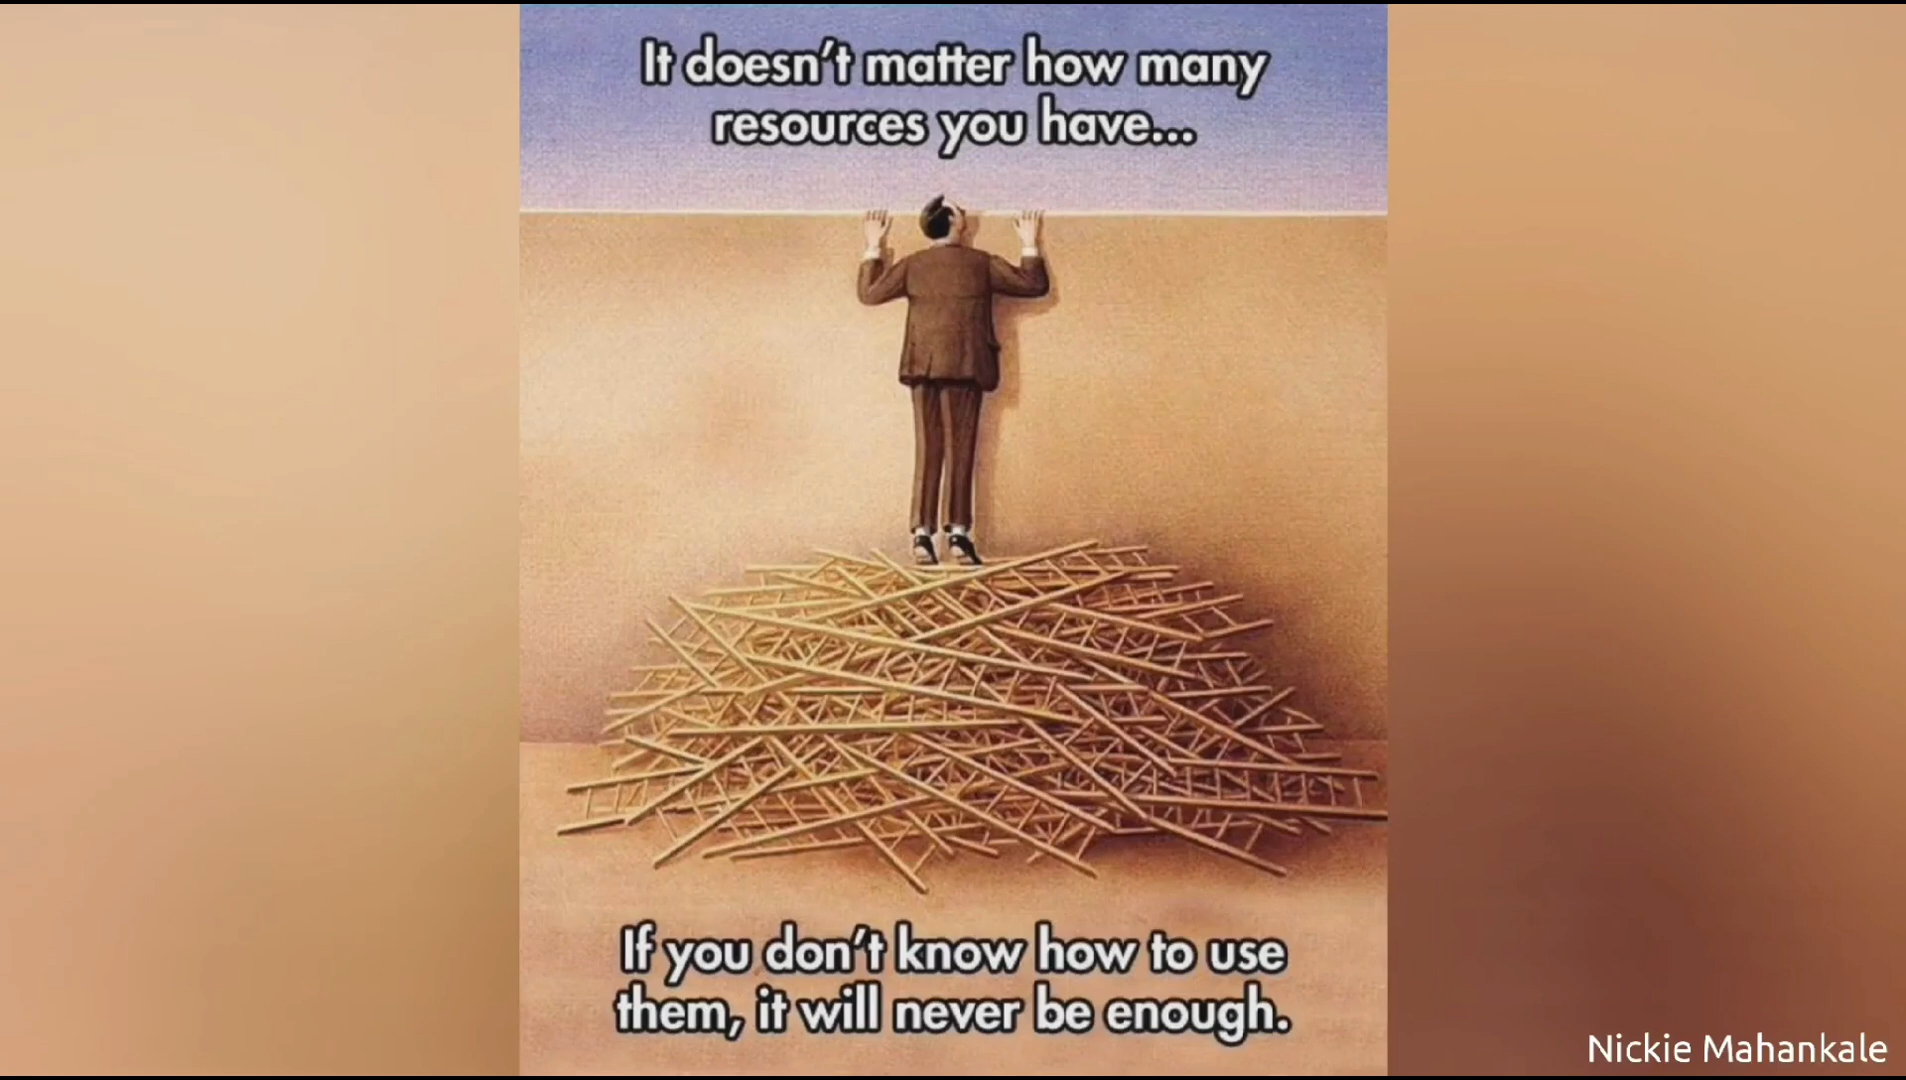 It doesn't matter how many
resources you have...
If you don't know how to use
them, it will never be enough.
Nickie Mahankale